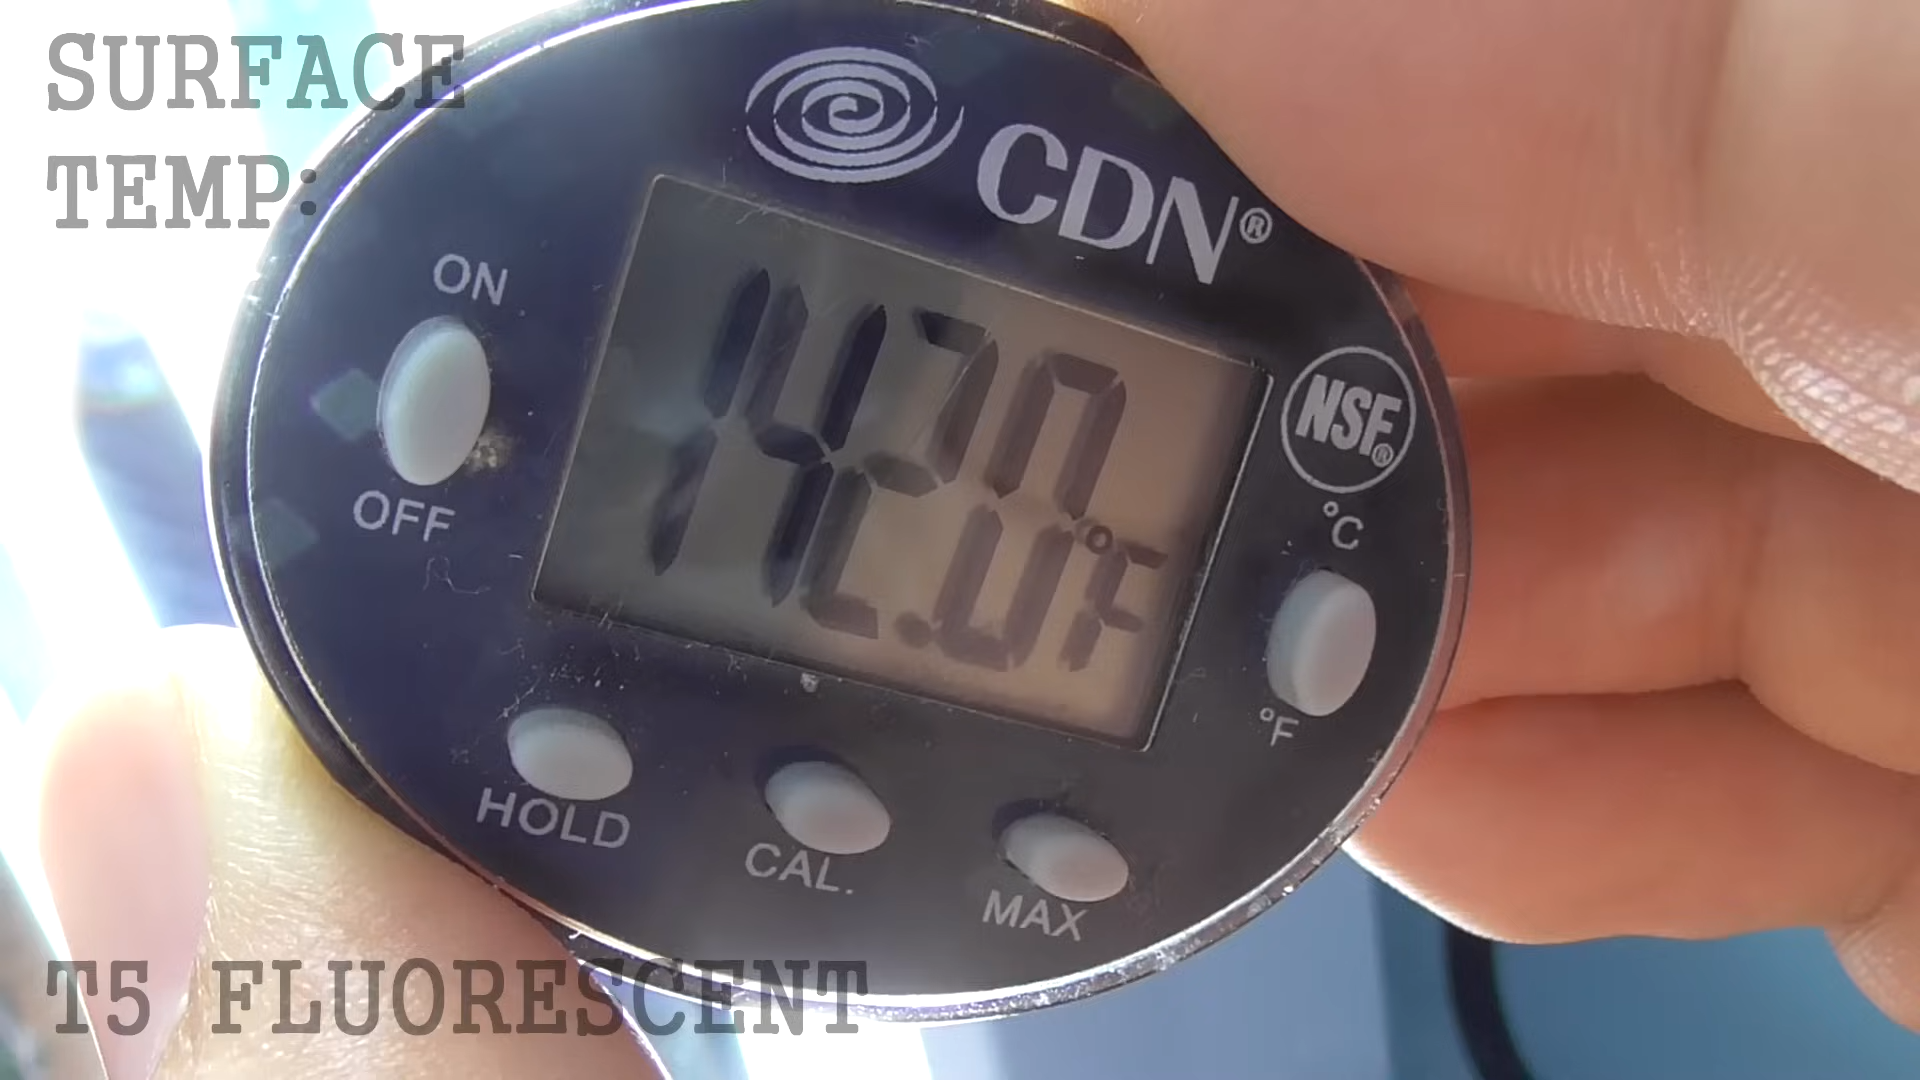 SURFACE
TEMP:
CDN®
ON
OFF
142.0°F
NSF®
°C
°F
HOLD
CAL.
MAX
T5 FLUORESCENT